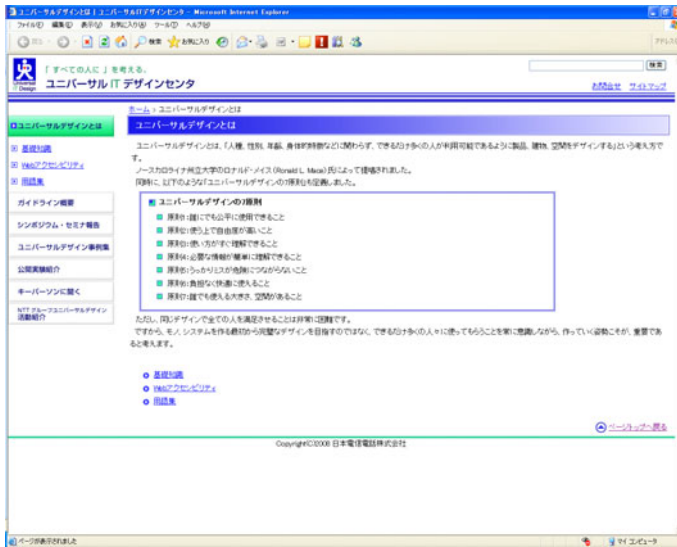 ユニバーサルデザインとは | ユニバーサルITデザインセンタ - Microsoft Internet Explorer
ファイル(F) 編集(E) 表示(V) お気に入り(A) ツール(T) ヘルプ(H)
戻る 検索 お気に入り アドレス
「すべての人に」を考える。
ユニバーサル IT デザインセンタ
Universal IT Design
検索
お問合せ サイトマップ
ホーム > ユニバーサルデザインとは
ユニバーサルデザインとは
基礎知識
Webアクセシビリティ
用語集
ガイドライン概要
シンポジウム・セミナ報告
ユニバーサルデザイン事例集
公開実験紹介
キーパーソンに聞く
NTT グループユニバーサルデザイン
活動紹介
ユニバーサルデザインとは
ユニバーサルデザインとは、「人種、性別、年齢、身体的特徴などに関わらず、できるだけ多くの人が利用可能であるように製品、建物、空間をデザインする」という考え方で
す。
ノースカロライナ州立大学のロナルド・メイス(Ronald L. Mace)氏によって提唱されました。
同時に、以下のような「ユニバーサルデザインの7原則」も定義しました。
ユニバーサルデザインの7原則
原則1:誰にでも公平に使用できること
原則2:使う上で自由度が高いこと
原則3:使い方がすぐ理解できること
原則4:必要な情報が簡単に理解できること
原則5:うっかりミスが危険につながらないこと
原則6:負担なく快適に使えること
原則7:誰でも使える大きさ、空間があること
ただし、同じデザインで全ての人を満足させることは非常に困難です。
ですから、モノ、システムを作る最初から完璧なデザインを目指すのではなく、できるだけ多くの人々に使ってもらうことを常に意識しながら、作っていく姿勢こそが、重要であ
ると考えます。
基礎知識
Webアクセシビリティ
用語集
ページトップへ戻る
Copyright(C)2008 日本電信電話株式会社
ページが表示されました
マイ コンピュータ